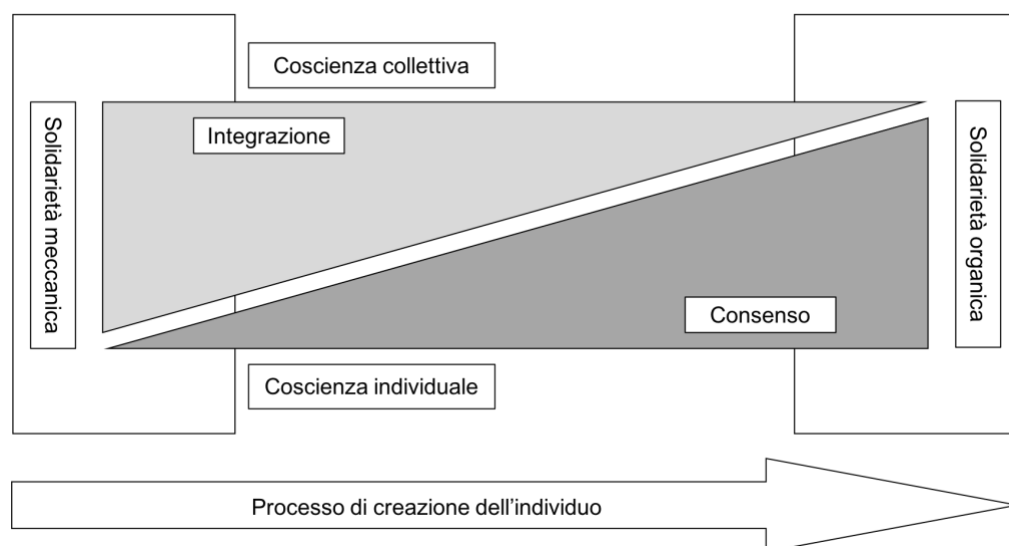 Coscienza collettiva
Integrazione
Solidarietà meccanica
Solidarietà organica
Consenso
Coscienza individuale
Processo di creazione dell'individuo